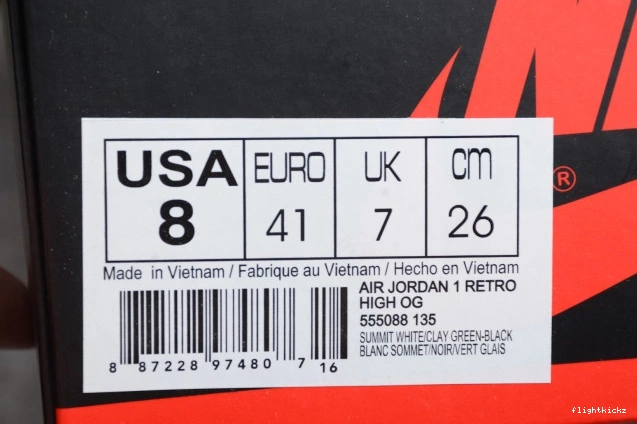 USA EURO UK cm
8 41 7 26
®
Made in Vietnam / Fabrique au Vietnam / Hecho en Vietnam
AIR JORDAN 1 RETRO
HIGH OG
555088 135
SUMMIT WHITE/CLAY GREEN-BLACK
BLANC SOMMET/NOIR/VERT GLAIS
8 87228 97480 7 16
flightkickz